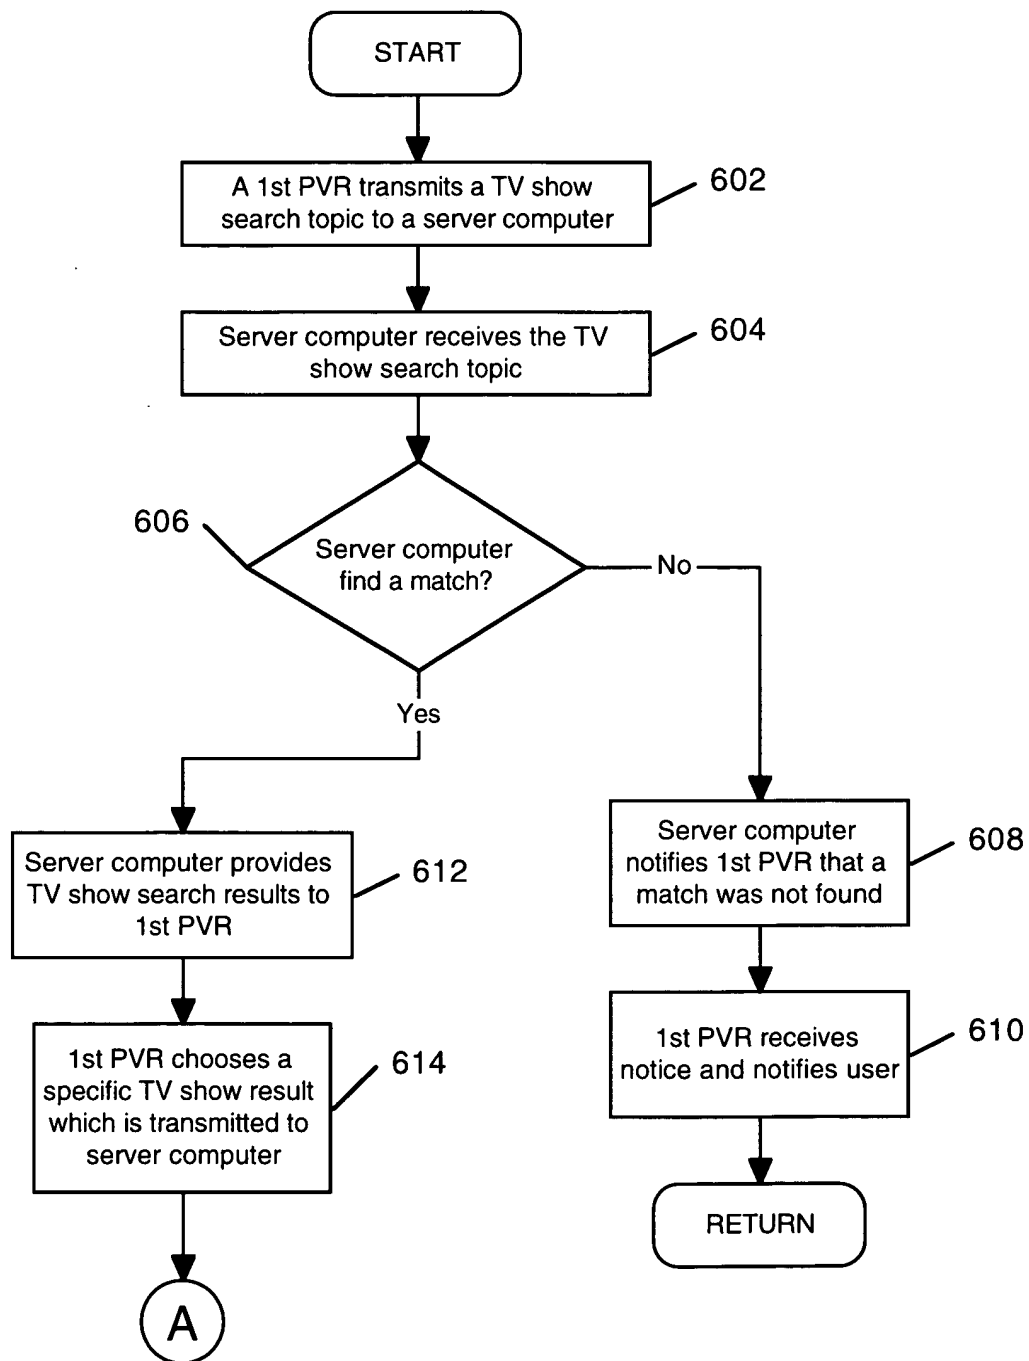 START
A 1st PVR transmits a TV show
search topic to a server computer
602
Server computer receives the TV
show search topic
604
606
Server computer
find a match?
No
Yes
Server computer provides
TV show search results to
1st PVR
612
Server computer
notifies 1st PVR that a
match was not found
608
1st PVR chooses a
specific TV show result
which is transmitted to
server computer
614
1st PVR receives
notice and notifies user
610
RETURN
A